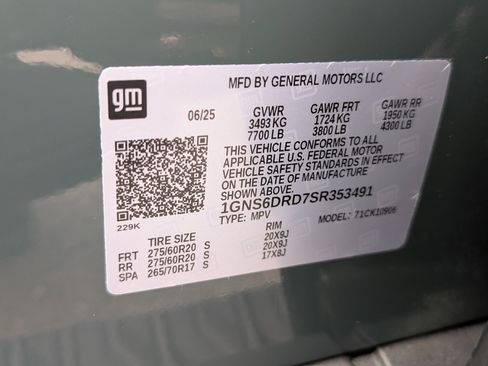 gm
MFD BY GENERAL MOTORS LLC
06/25 GVWR GAWR FRT GAWR RR
3493 KG 1724 KG 1950 KG
7700 LB 3800 LB 4300 LB
THIS VEHICLE CONFORMS TO ALL
APPLICABLE U.S. FEDERAL MOTOR
VEHICLE SAFETY STANDARDS IN EFFECT
ON THE DATE OF MANUFACTURE
SHOWN ABOVE.
1GNS6DRD7SR353491
229K TYPE: MPV MODEL: 71CK10906
TIRE SIZE RIM
FRT 275/60R20 S 20X9J
RR 275/60R20 S 20X9J
SPA 265/70R17 S 17X8J